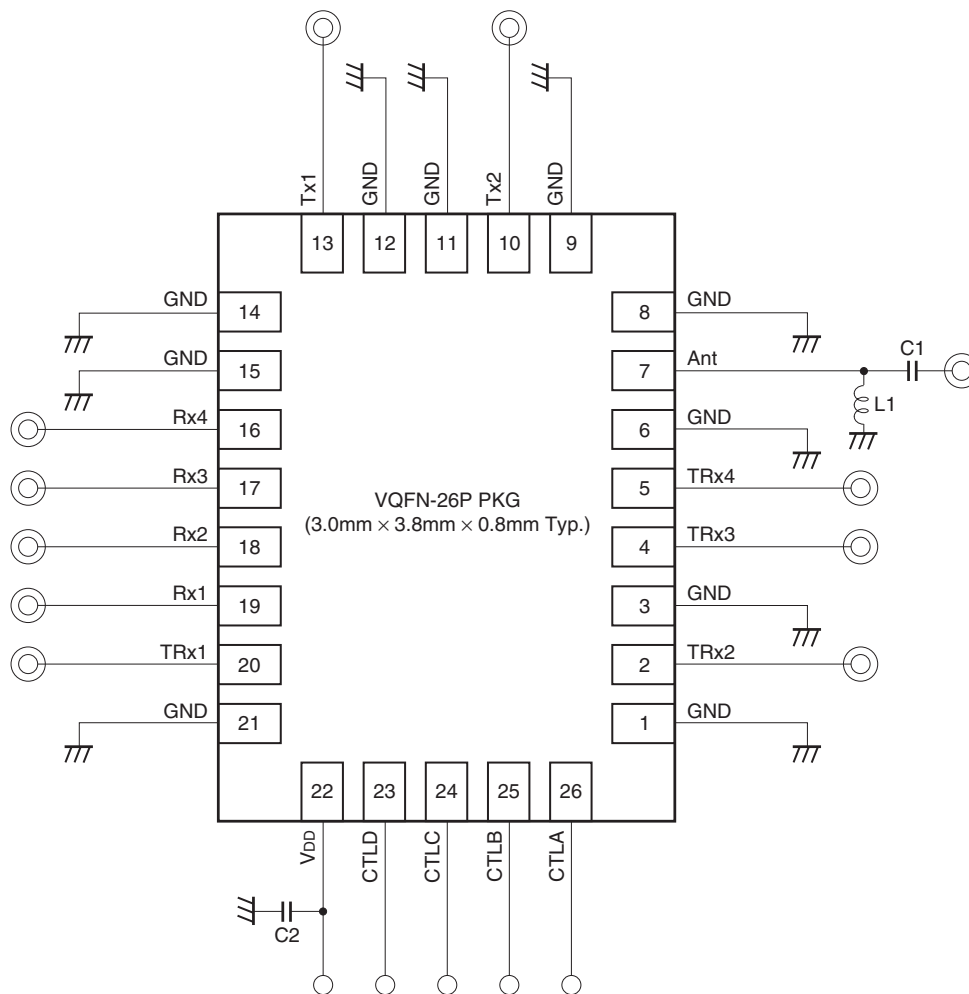 Tx1
GND
GND
Tx2
GND
13
12
11
10
9
GND
14
8
GND
C1
GND
15
7
Ant
L1
Rx4
16
6
GND
Rx3
17
5
TRx4
VQFN-26P PKG
(3.0mm × 3.8mm × 0.8mm Typ.)
Rx2
18
4
TRx3
Rx1
19
3
GND
TRx1
20
2
TRx2
GND
21
1
GND
22
23
24
25
26
VDD
CTLD
CTLC
CTLB
CTLA
C2